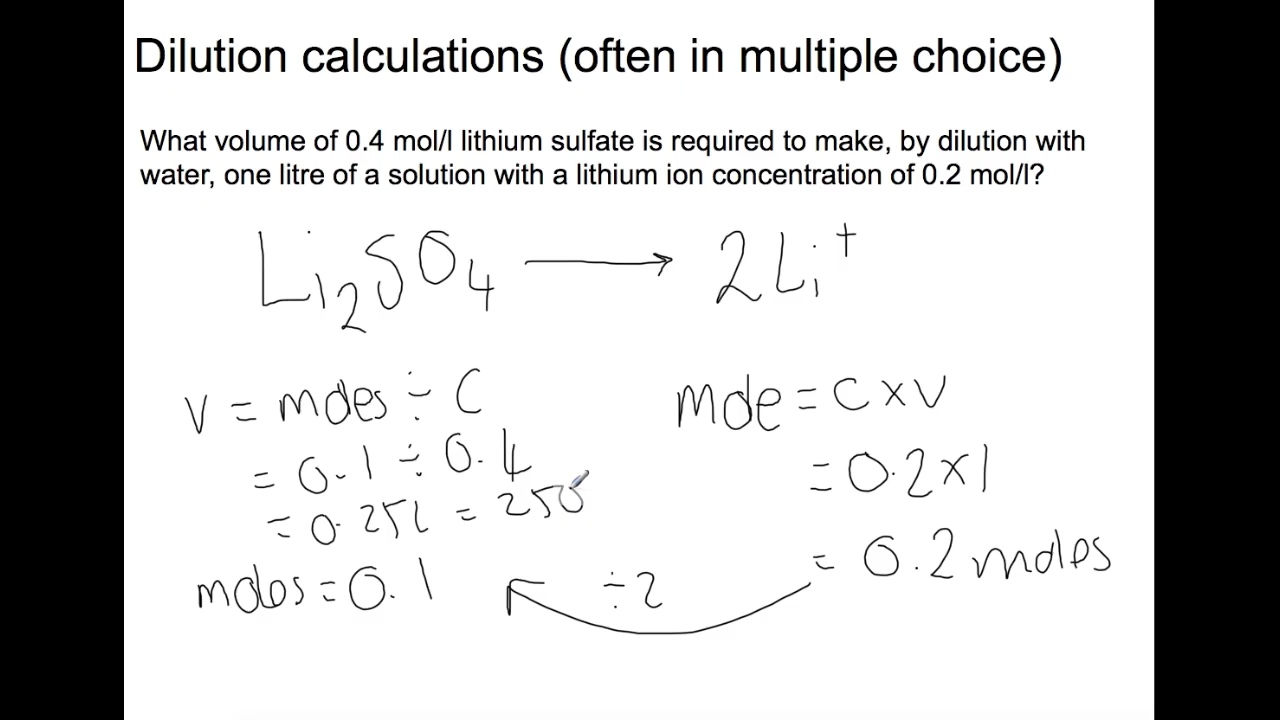 Dilution calculations (often in multiple choice)
What volume of 0.4 mol/l lithium sulfate is required to make, by dilution with
water, one litre of a solution with a lithium ion concentration of 0.2 mol/l?
Li2SO4 → 2Li+
V = moles ÷ C
= 0.1 ÷ 0.4
= 0.25l = 250
moles = 0.1
÷2
Mole = C x V
= 0.2 x 1
= 0.2 moles